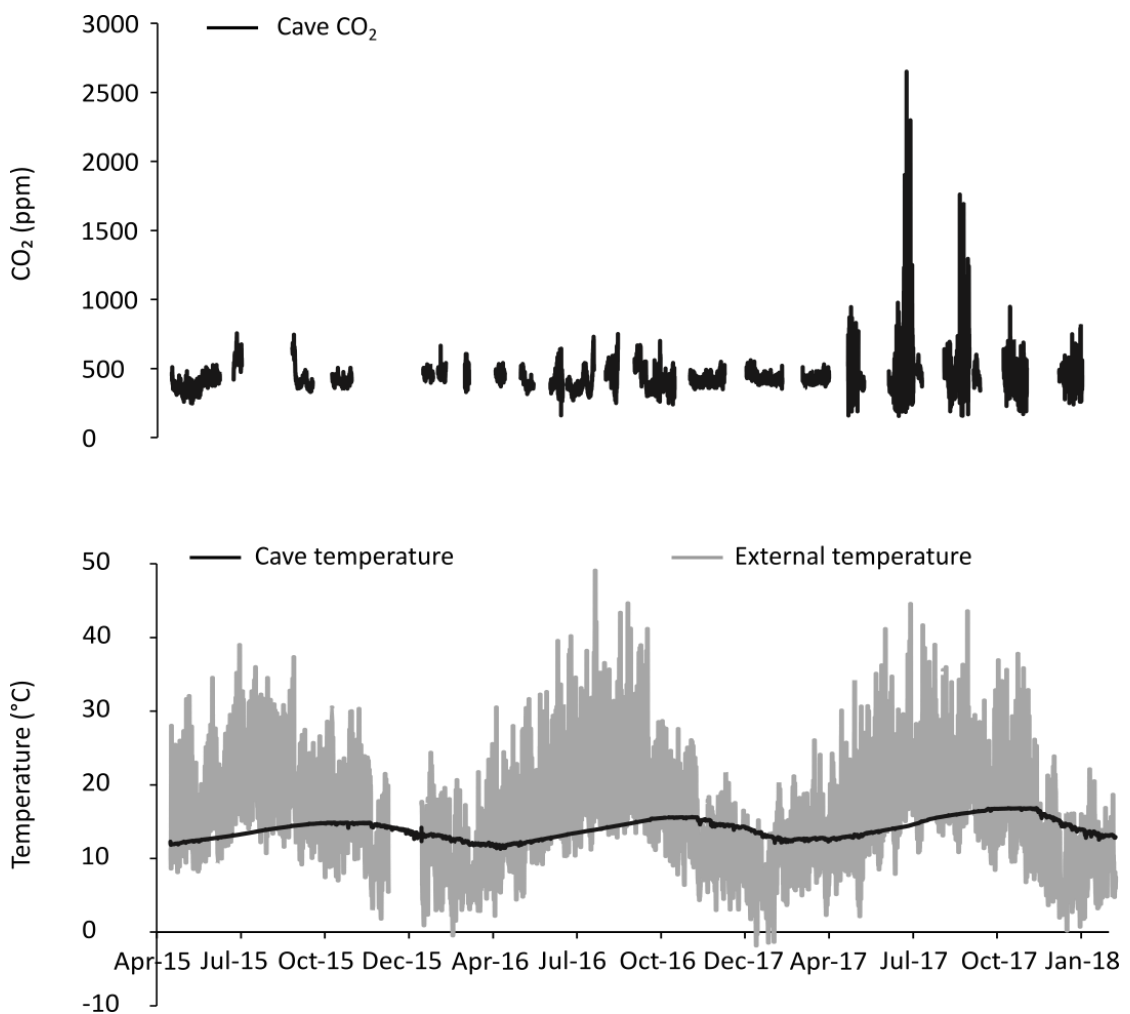 3000
Cave CO₂
2500
2000
1500
1000
500
0
CO₂ (ppm)
50
Cave temperature
External temperature
40
30
20
10
0
Apr-15 Jul-15 Oct-15 Dec-15 Apr-16 Jul-16 Oct-16 Dec-17 Apr-17 Jul-17 Oct-17 Jan-18
-10
Temperature (°C)